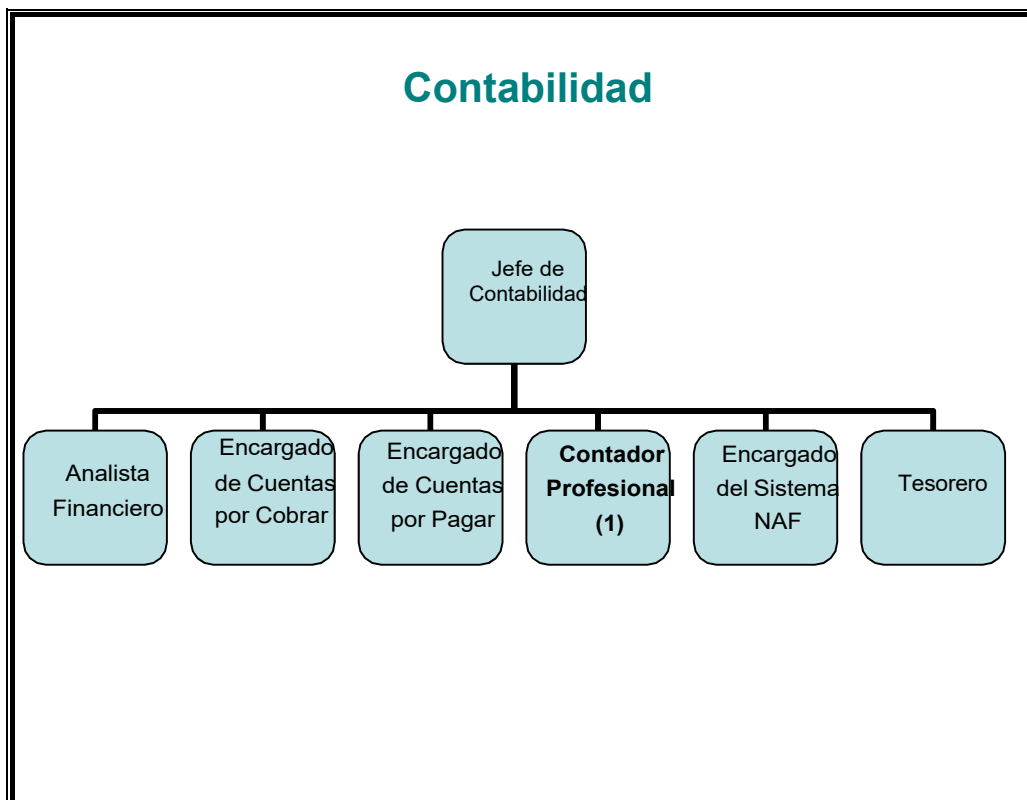 Contabilidad
Jefe de
Contabilidad
Analista
Financiero
Encargado
de Cuentas
por Cobrar
Encargado
de Cuentas
por Pagar
Contador
Profesional
(1)
Encargado
del Sistema
NAF
Tesorero